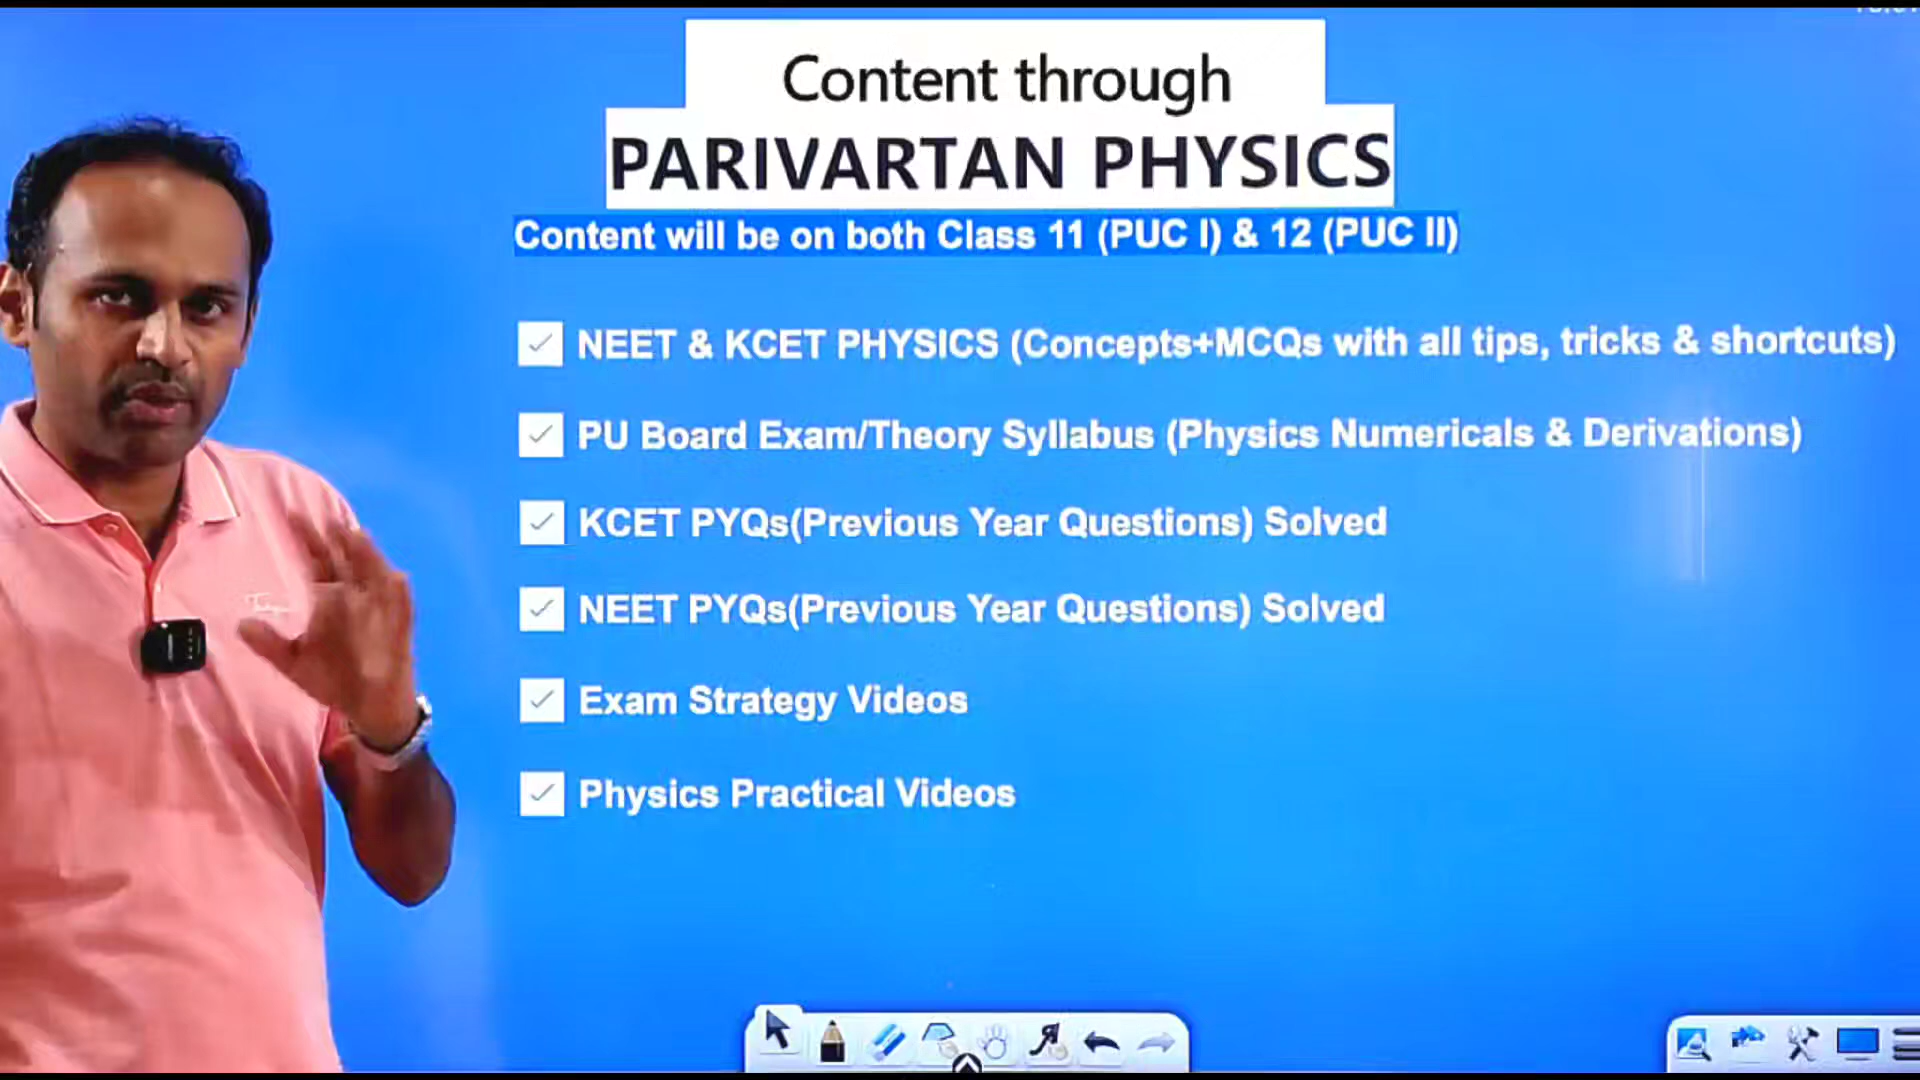 Content through
PARIVARTAN PHYSICS
Content will be on both Class 11 (PUC I) & 12 (PUC II)
NEET & KCET PHYSICS (Concepts+MCQs with all tips, tricks & shortcuts)
PU Board Exam/Theory Syllabus (Physics Numericals & Derivations)
KCET PYQs(Previous Year Questions) Solved
NEET PYQs(Previous Year Questions) Solved
Exam Strategy Videos
Physics Practical Videos